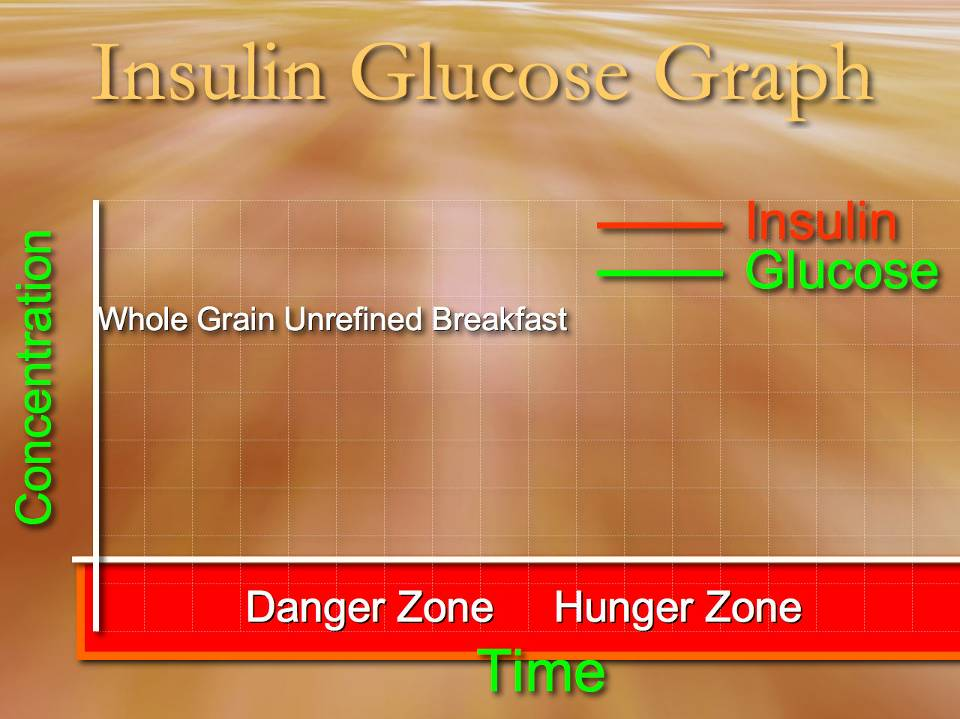 Insulin Glucose Graph
Insulin
Glucose
Concentration
Whole Grain Unrefined Breakfast
Danger Zone Hunger Zone
Time